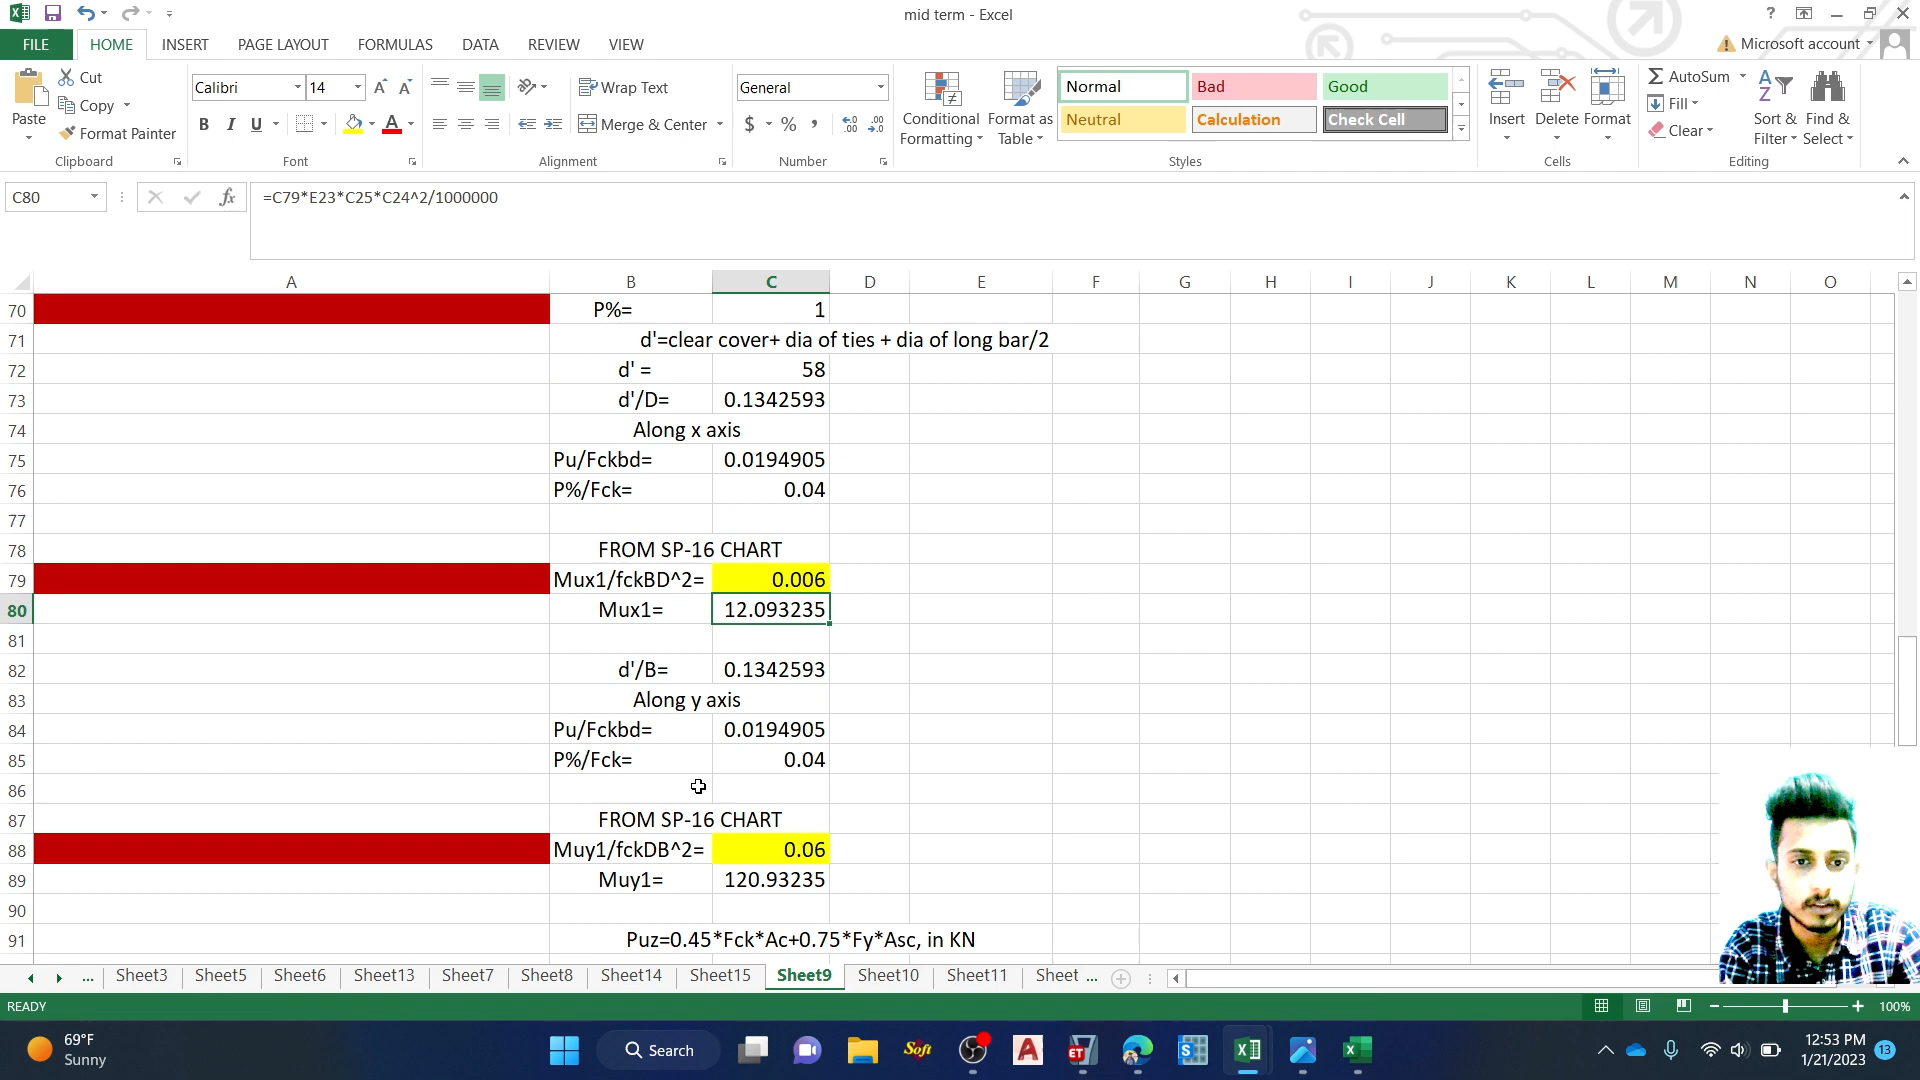 mid term - Excel
?
FILE HOME INSERT PAGE LAYOUT FORMULAS DATA REVIEW VIEW Microsoft account
Paste Cut Copy Format Painter Clipboard
Calibri 14 A A B I U A Font
Wrap Text Merge & Center Alignment
General $ % , Number
Conditional Formatting Format as Table
Normal Bad Good
Neutral Calculation Check Cell
Styles
Insert Delete Format Cells
AutoSum Fill Clear Sort & Filter Find & Select Editing
C80 fx =C79*E23*C25*C24^2/1000000
A B C D E F G H I J K L M N O
70 P%= 1
71 d'=clear cover+ dia of ties + dia of long bar/2
72 d' = 58
73 d'/D= 0.1342593
74 Along x axis
75 Pu/Fckbd= 0.0194905
76 P%/Fck= 0.04
77
78 FROM SP-16 CHART
79 Mux1/fckBD^2= 0.006
80 Mux1= 12.093235
81
82 d'/B= 0.1342593
83 Along y axis
84 Pu/Fckbd= 0.0194905
85 P%/Fck= 0.04
86
87 FROM SP-16 CHART
88 Muy1/fckDB^2= 0.06
89 Muy1= 120.93235
90
91 Puz=0.45*Fck*Ac+0.75*Fy*Asc, in KN
... Sheet3 Sheet5 Sheet6 Sheet13 Sheet7 Sheet8 Sheet14 Sheet15 Sheet9 Sheet10 Sheet11 Sheet ...
READY 100%
69°F
Sunny
Search
Soft
A
ET
S
12:53 PM
1/21/2023
13